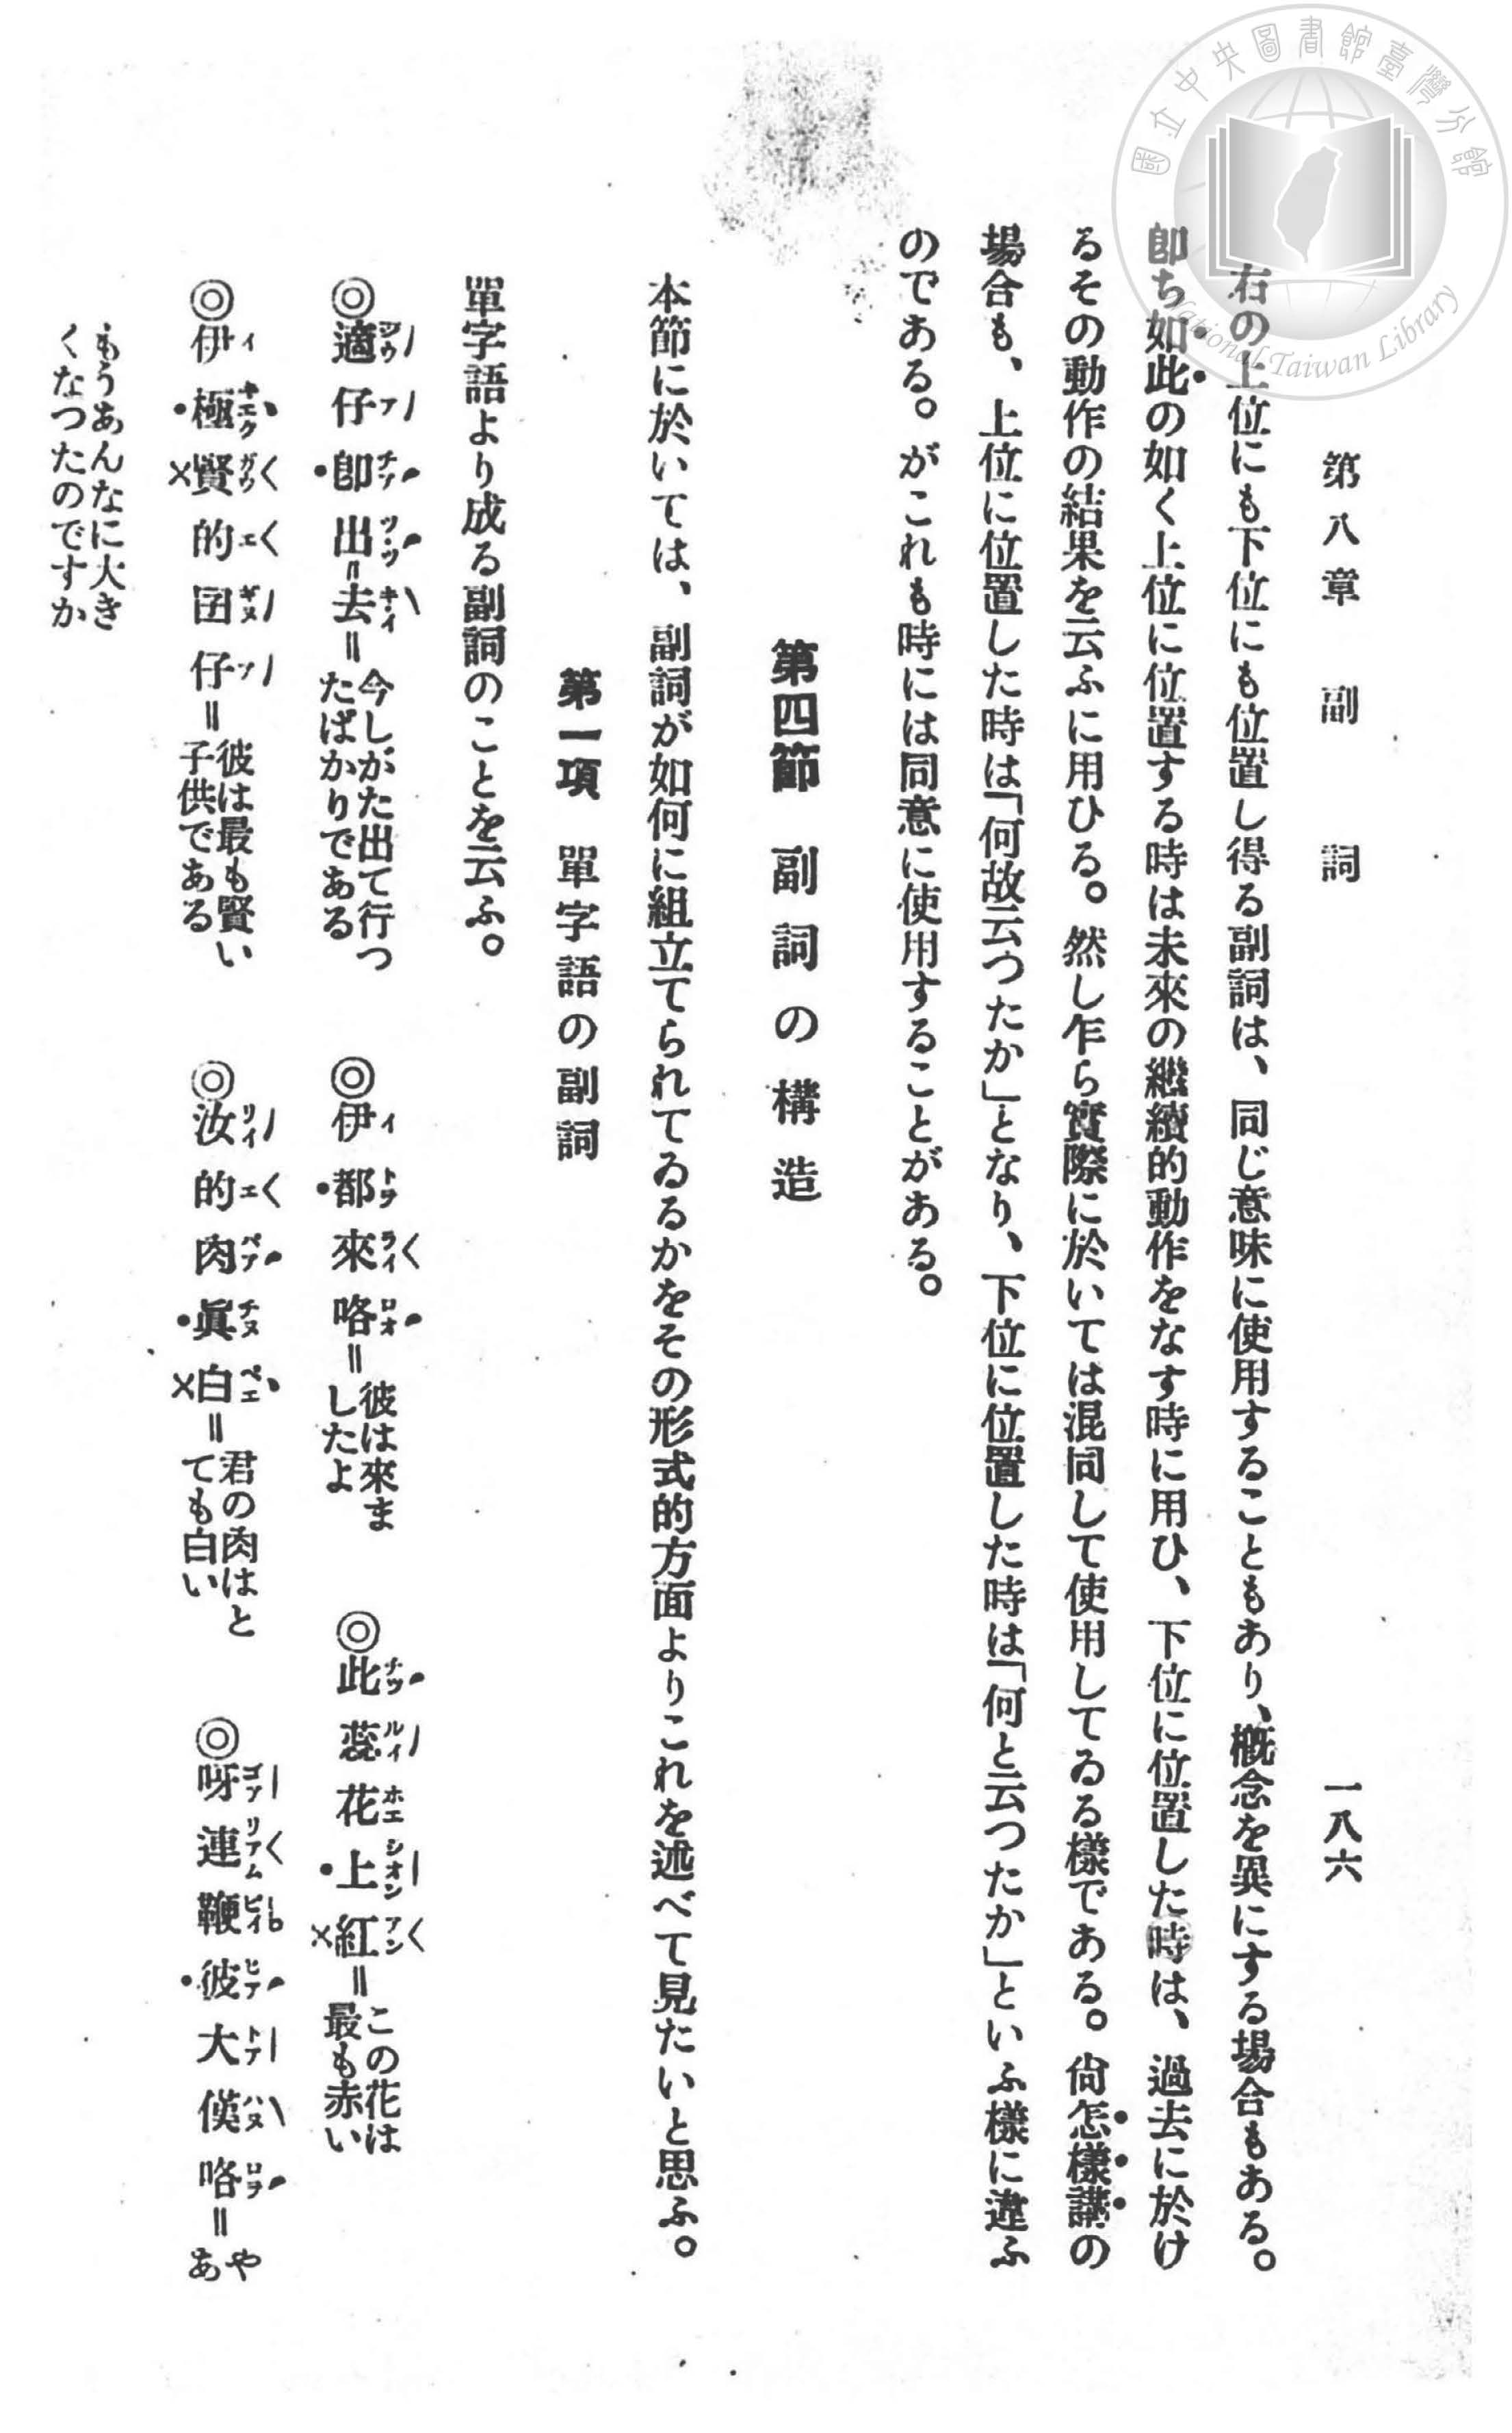 國立中央圖書館臺灣分館
National Taiwan Library
第八章 副詞 一八六
右の上位にも下位にも位置し得る副詞は、同じ意味に使用することもあり、概念を異にする場合もある。
卽ち如此の如く上位に位置する時は未來の繼續的動作をなす時に用ひ、下位に位置した時は、過去に於け
るその動作の結果を云ふに用ひる。然し乍ら實際に於いては混同して使用してゐる樣である。尙怎樣講の
場合も、上位に位置した時は「何故云つたか」となり、下位に位置した時は「何と云つたか」といふ樣に違ふ
のである。がこれも時には同意に使用することがある。
第四節 副詞の構造
本節に於いては、副詞が如何に組立てられてゐるかをその形式的方面よりこれを述べて見たいと思ふ。
第一項 單字語の副詞
單字語より成る副詞のことを云ふ。
◎適仔卽出=去=今しがた出て行つたばかりである
◎伊都來咯=彼は來ましたよ
◎此蕊花上紅=この花は最も赤い
◎伊極賢的囝仔=彼は最も賢い子供である
◎汝的肉眞白=君の肉はとても白い
◎呀連鞭彼大僕咯=やあ
もうあんなに大き
くなつたのですか